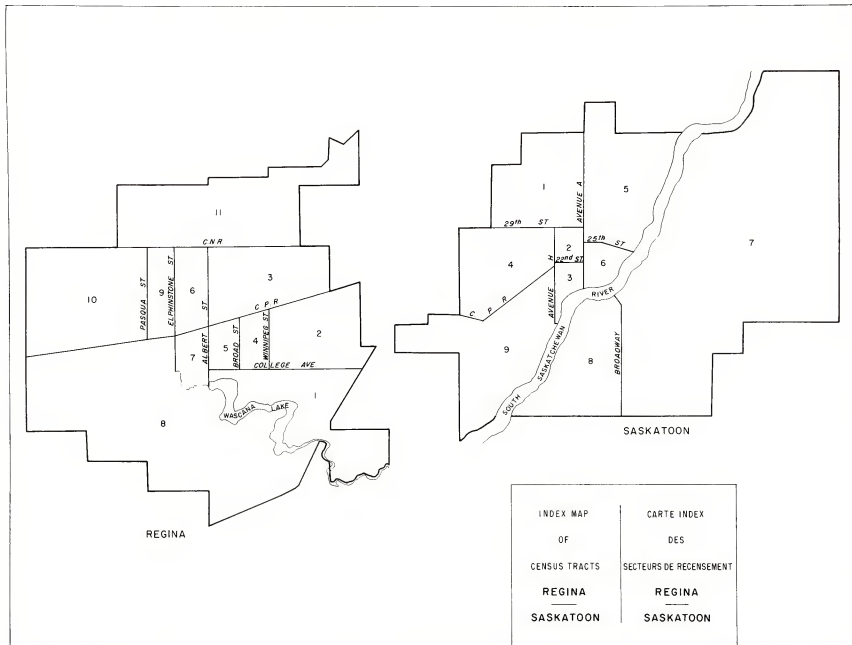 11
C.N.R
10
PASQUA ST
9
ELPHINSTONE ST
6
ALBERT ST
3
C P R
7
ALBERT
5
BROAD ST
4
WINNIPEG ST
2
COLLEGE AVE
8
WASCANA LAKE
1
REGINA
1
29th ST
AVENUE A
5
7
4
H
2
22nd ST
25th ST
6
3
AVENUE
C P R
9
SOUTH SASKATCHEWAN RIVER
8
BROADWAY
SASKATOON
INDEX MAP
OF
CENSUS TRACTS
REGINA
SASKATOON
CARTE INDEX
DES
SECTEURS DE RECENSEMENT
REGINA
SASKATOON